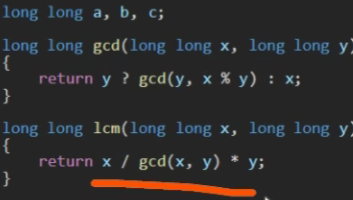 long long a, b, c;
long long gcd(long long x, long long y)
{
return y ? gcd(y, x % y) : x;
}
long long lcm(long long x, long long y)
{
return x / gcd(x, y) * y;
}